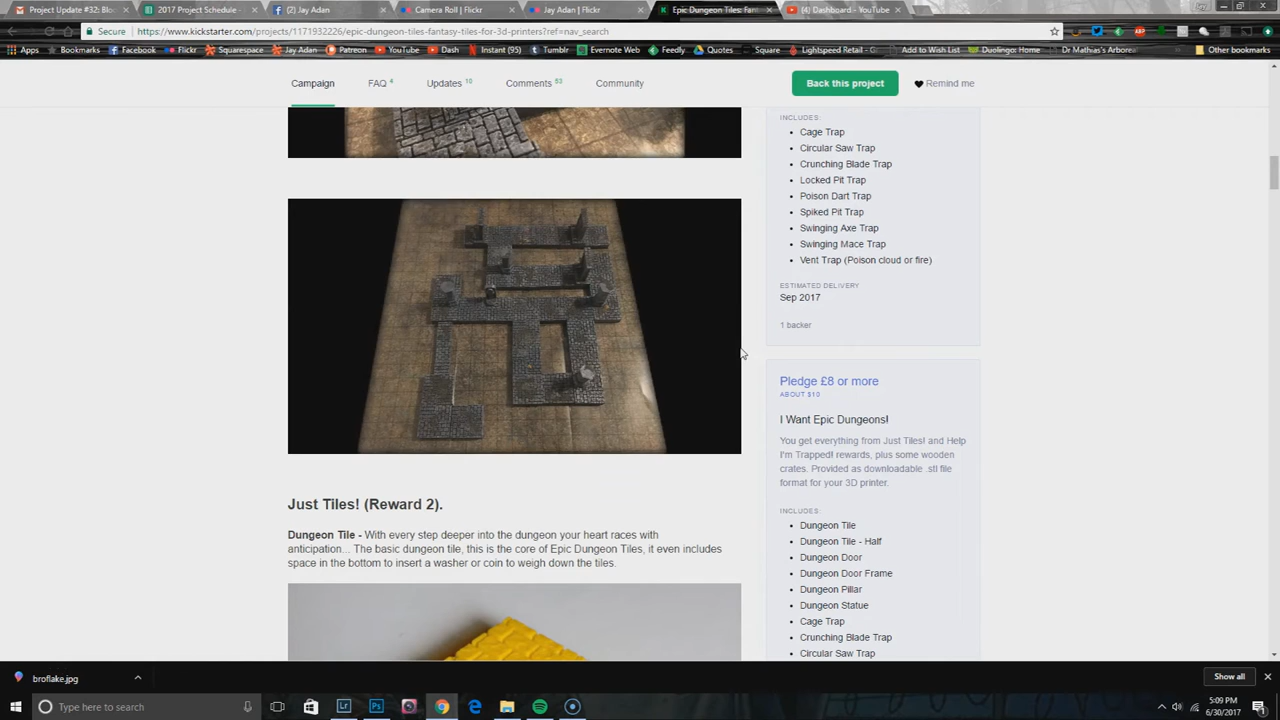 Project Update #32: Blo
2017 Project Schedule -
(2) Jay Adan
Camera Roll | Flickr
Jay Adan | Flickr
Epic Dungeon Tiles: Fant
(4) Dashboard - YouTube
Secure
https://www.kickstarter.com/projects/1171932226/epic-dungeon-tiles-fantasy-tiles-for-3d-printers?ref=nav_search
Apps Bookmarks Facebook Flickr Squarespace Amazon Patreon YouTube Dash Instant (95) Tumblr Evernote Web Feedly Quotes Square Lightspeed Retail - C Add to Wish List Duolingo: Home Dr Mathias's Arbore Other bookmarks
Campaign FAQ 4 Updates 10 Comments 53 Community Back this project Remind me
INCLUDES:
• Cage Trap
• Circular Saw Trap
• Crunching Blade Trap
• Locked Pit Trap
• Poison Dart Trap
• Spiked Pit Trap
• Swinging Axe Trap
• Swinging Mace Trap
• Vent Trap (Poison cloud or fire)
ESTIMATED DELIVERY
Sep 2017
1 backer
Pledge £8 or more
ABOUT $10
I Want Epic Dungeons!
You get everything from Just Tiles! and Help
I'm Trapped! rewards, plus some wooden
crates. Provided as downloadable .stl file
format for your 3D printer.
INCLUDES:
• Dungeon Tile
• Dungeon Tile - Half
• Dungeon Door
• Dungeon Door Frame
• Dungeon Pillar
• Dungeon Statue
• Cage Trap
• Crunching Blade Trap
• Circular Saw Trap
Just Tiles! (Reward 2).
Dungeon Tile - With every step deeper into the dungeon your heart races with
anticipation... The basic dungeon tile, this is the core of Epic Dungeon Tiles, it even includes
space in the bottom to insert a washer or coin to weigh down the tiles.
broflake.jpg
Show all
Type here to search
5:09 PM
6/30/2017